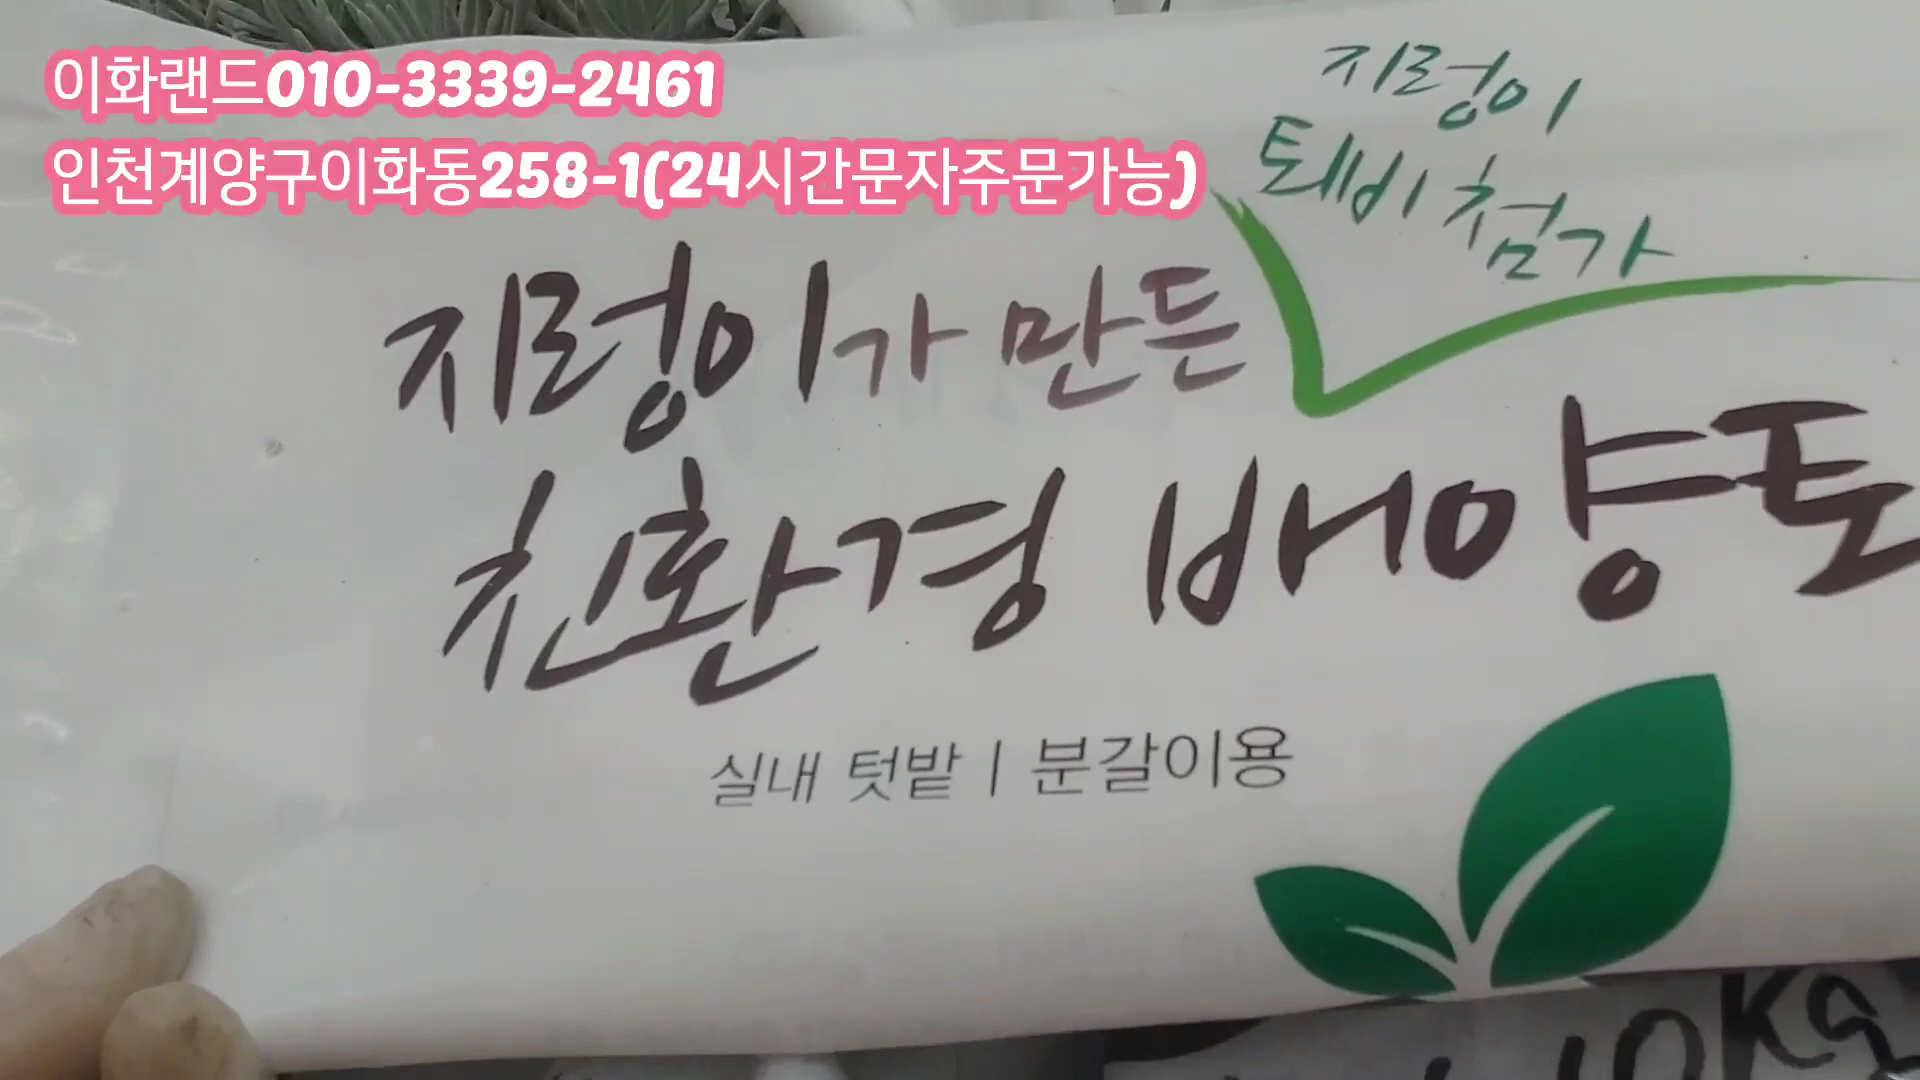 이화랜드010-3339-2461
인천계양구이화동258-1(24시간문자주문가능)
지렁이
퇴비 첨가
지렁이가 만든
친환경 배양토
실내 텃밭 | 분갈이용
10Kg